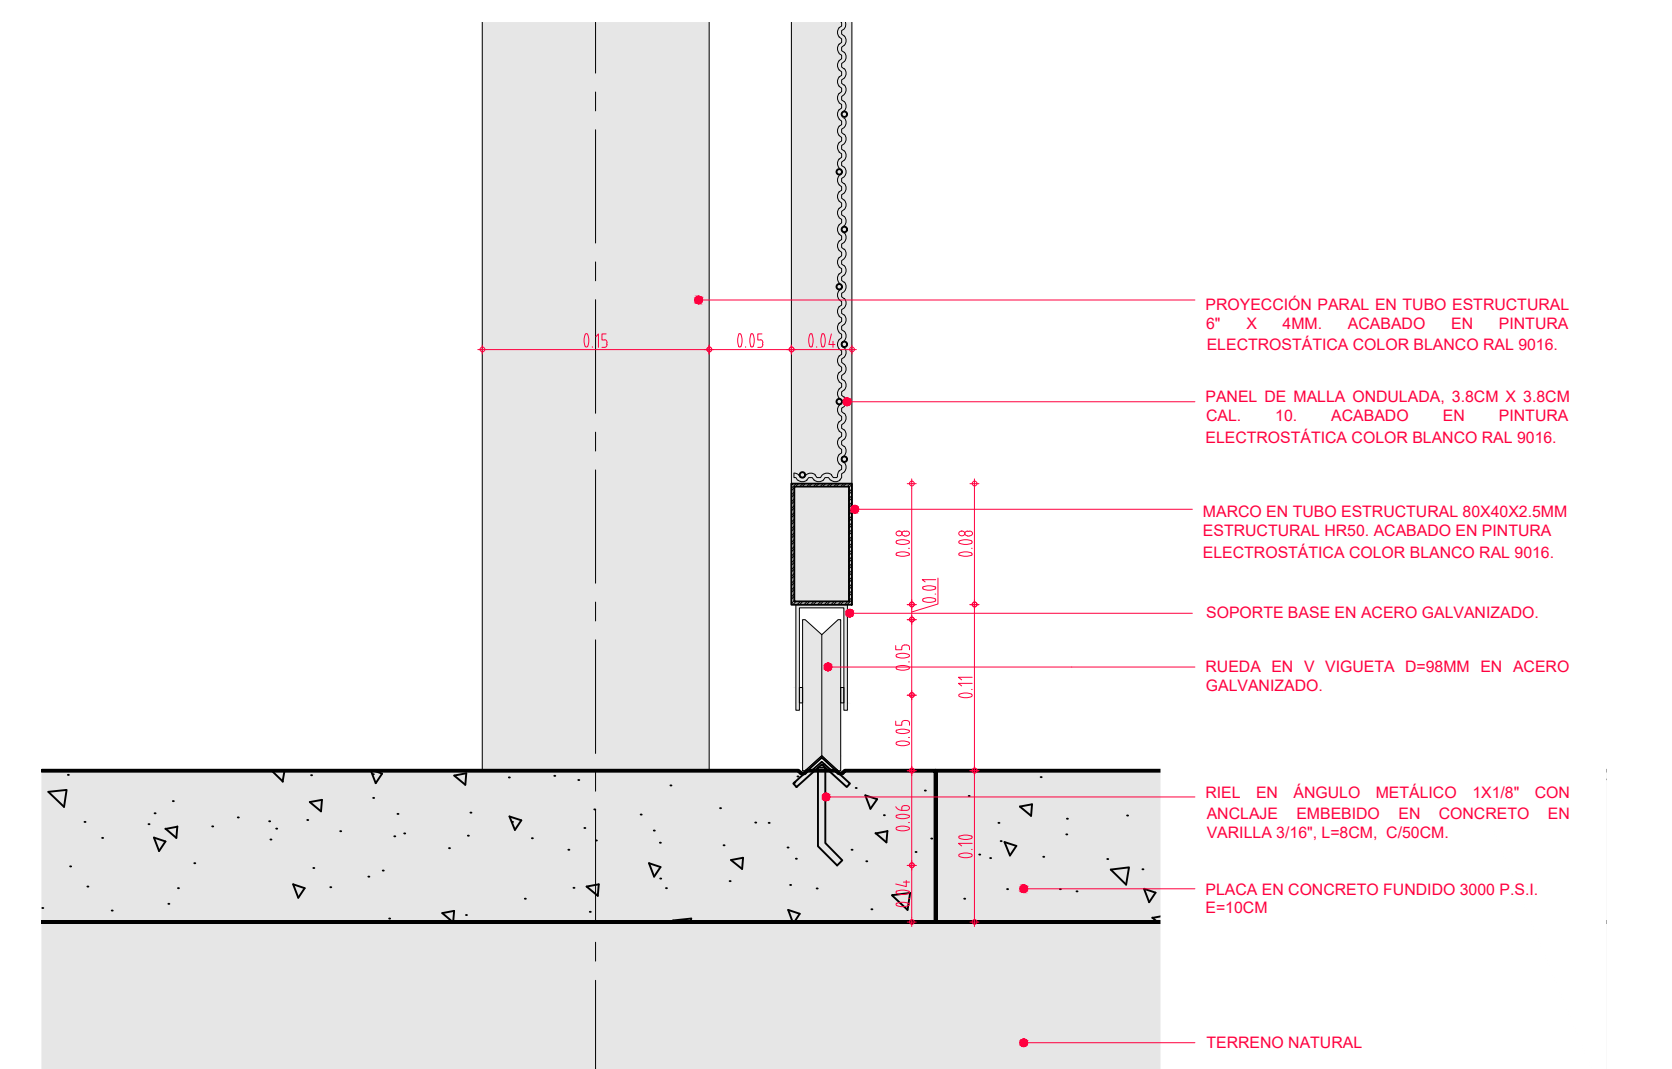 PROYECCIÓN PARAL EN TUBO ESTRUCTURAL
6" X 4MM. ACABADO EN PINTURA
ELECTROSTÁTICA COLOR BLANCO RAL 9016.
0.15
0.05
0.04
PANEL DE MALLA ONDULADA, 3.8CM X 3.8CM
CAL. 10. ACABADO EN PINTURA
ELECTROSTÁTICA COLOR BLANCO RAL 9016.
MARCO EN TUBO ESTRUCTURAL 80X40X2.5MM
ESTRUCTURAL HR50. ACABADO EN PINTURA
ELECTROSTÁTICA COLOR BLANCO RAL 9016.
0.08
0.08
0.01
SOPORTE BASE EN ACERO GALVANIZADO.
0.05
RUEDA EN V VIGUETA D=98MM EN ACERO
GALVANIZADO.
0.11
0.05
RIEL EN ÁNGULO METÁLICO 1X1/8" CON
ANCLAJE EMBEBIDO EN CONCRETO EN
VARILLA 3/16", L=8CM, C/50CM.
0.06
0.10
0.04
PLACA EN CONCRETO FUNDIDO 3000 P.S.I.
E=10CM
TERRENO NATURAL